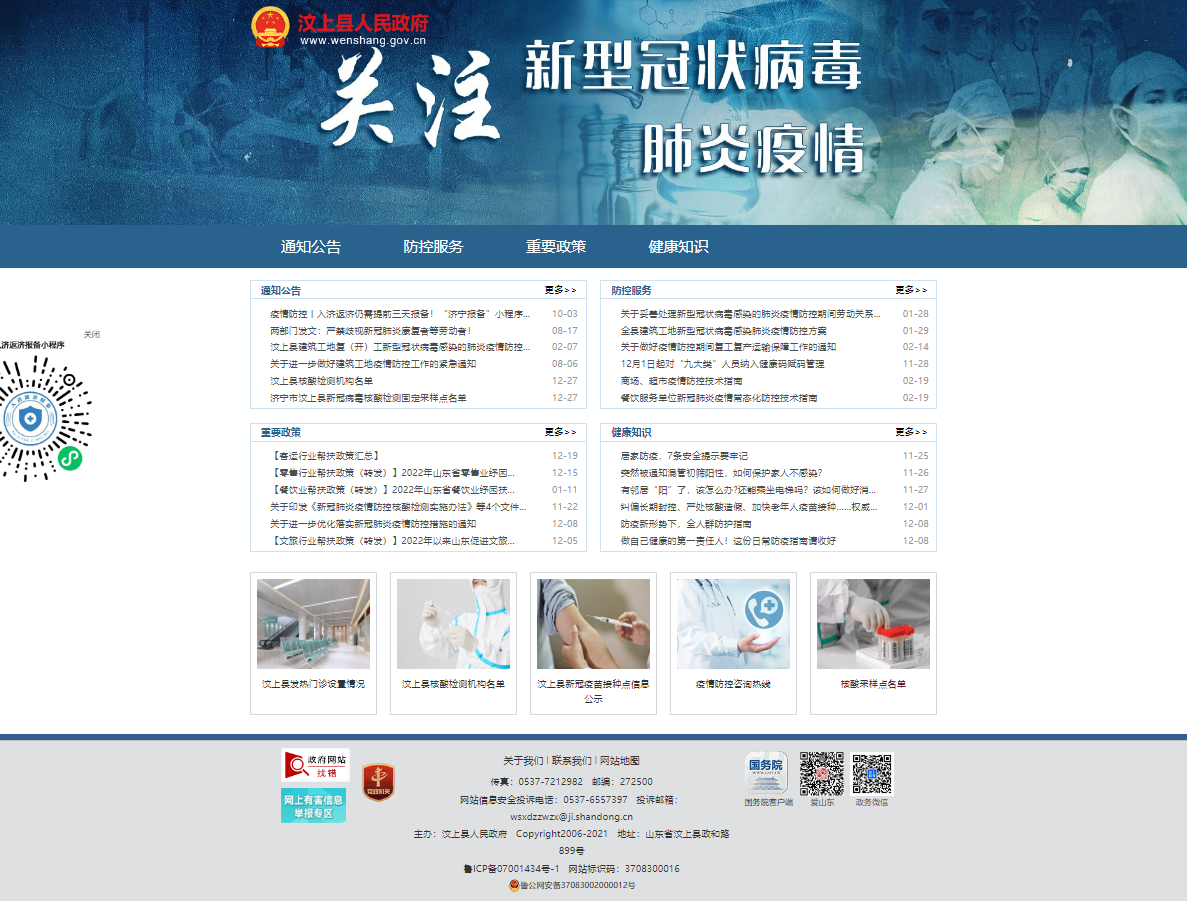 汶上县人民政府
www.wenshang.gov.cn
关注
新型冠状病毒
肺炎疫情
通知公告
防控服务
重要政策
健康知识
通知公告
更多>>
疫情防控丨入济返济仍需提前三天报备！“济宁报备”小程序...
10-03
两部门发文：严禁歧视新冠肺炎康复者等劳动者！
08-17
汶上县建筑工地复（开）工新型冠状病毒感染的肺炎疫情防控...
02-07
关于进一步做好建筑工地疫情防控工作的紧急通知
08-06
汶上县核酸检测机构名单
12-27
济宁市汶上县新冠病毒核酸检测固定采样点名单
12-27
防控服务
更多>>
关于妥善处理新型冠状病毒感染的肺炎疫情防控期间劳动关系...
01-28
全县建筑工地新型冠状病毒感染肺炎疫情防控方案
01-29
关于做好疫情防控期间复工复产运输保障工作的通知
02-14
12月1日起对“九大类”人员纳入健康码赋码管理
11-28
商场、超市疫情防控技术指南
02-19
餐饮服务单位新冠肺炎疫情常态化防控技术指南
02-19
关闭
入济返济报备小程序
重要政策
更多>>
【客运行业帮扶政策汇总】
12-19
【零售行业帮扶政策（转发）】2022年山东省零售业纾困...
12-15
【餐饮业帮扶政策（转发）】2022年山东省餐饮业纾困扶...
01-11
关于印发《新冠肺炎疫情防控核酸检测实施办法》等4个文件...
11-22
关于进一步优化落实新冠肺炎疫情防控措施的通知
12-08
【文旅行业帮扶政策（转发）】2022年以来山东促进文旅...
12-05
健康知识
更多>>
居家防疫，7条安全提示要牢记
11-25
突然被通知混管初筛阳性，如何保护家人不感染？
11-26
有邻居“阳”了，该怎么办?还能乘坐电梯吗？该如何做好消...
11-27
纠偏长期封控、严处核酸造假、加快老年人疫苗接种……权威...
12-01
防疫新形势下，全人群防护指南
12-08
做自己健康的第一责任人！这份日常防疫指南请收好
12-08
汶上县发热门诊设置情况
汶上县核酸检测机构名单
汶上县新冠疫苗接种点信息
公示
疫情防控咨询热线
核酸采样点名单
政府网站
找错
网上有害信息
举报专区
党政机关
关于我们 | 联系我们 | 网站地图
传真：0537-7212982 邮编：272500
网站信息安全投诉电话：0537-6557397 投诉邮箱：
wsxdzzwzx@ji.shandong.cn
主办：汶上县人民政府 Copyright2006-2021 地址：山东省汶上县政和路
899号
鲁ICP备07001434号-1 网站标识码：3708300016
鲁公网安备37083002000012号
国务院
www.gov.cn
国务院客户端
爱山东
政务微信